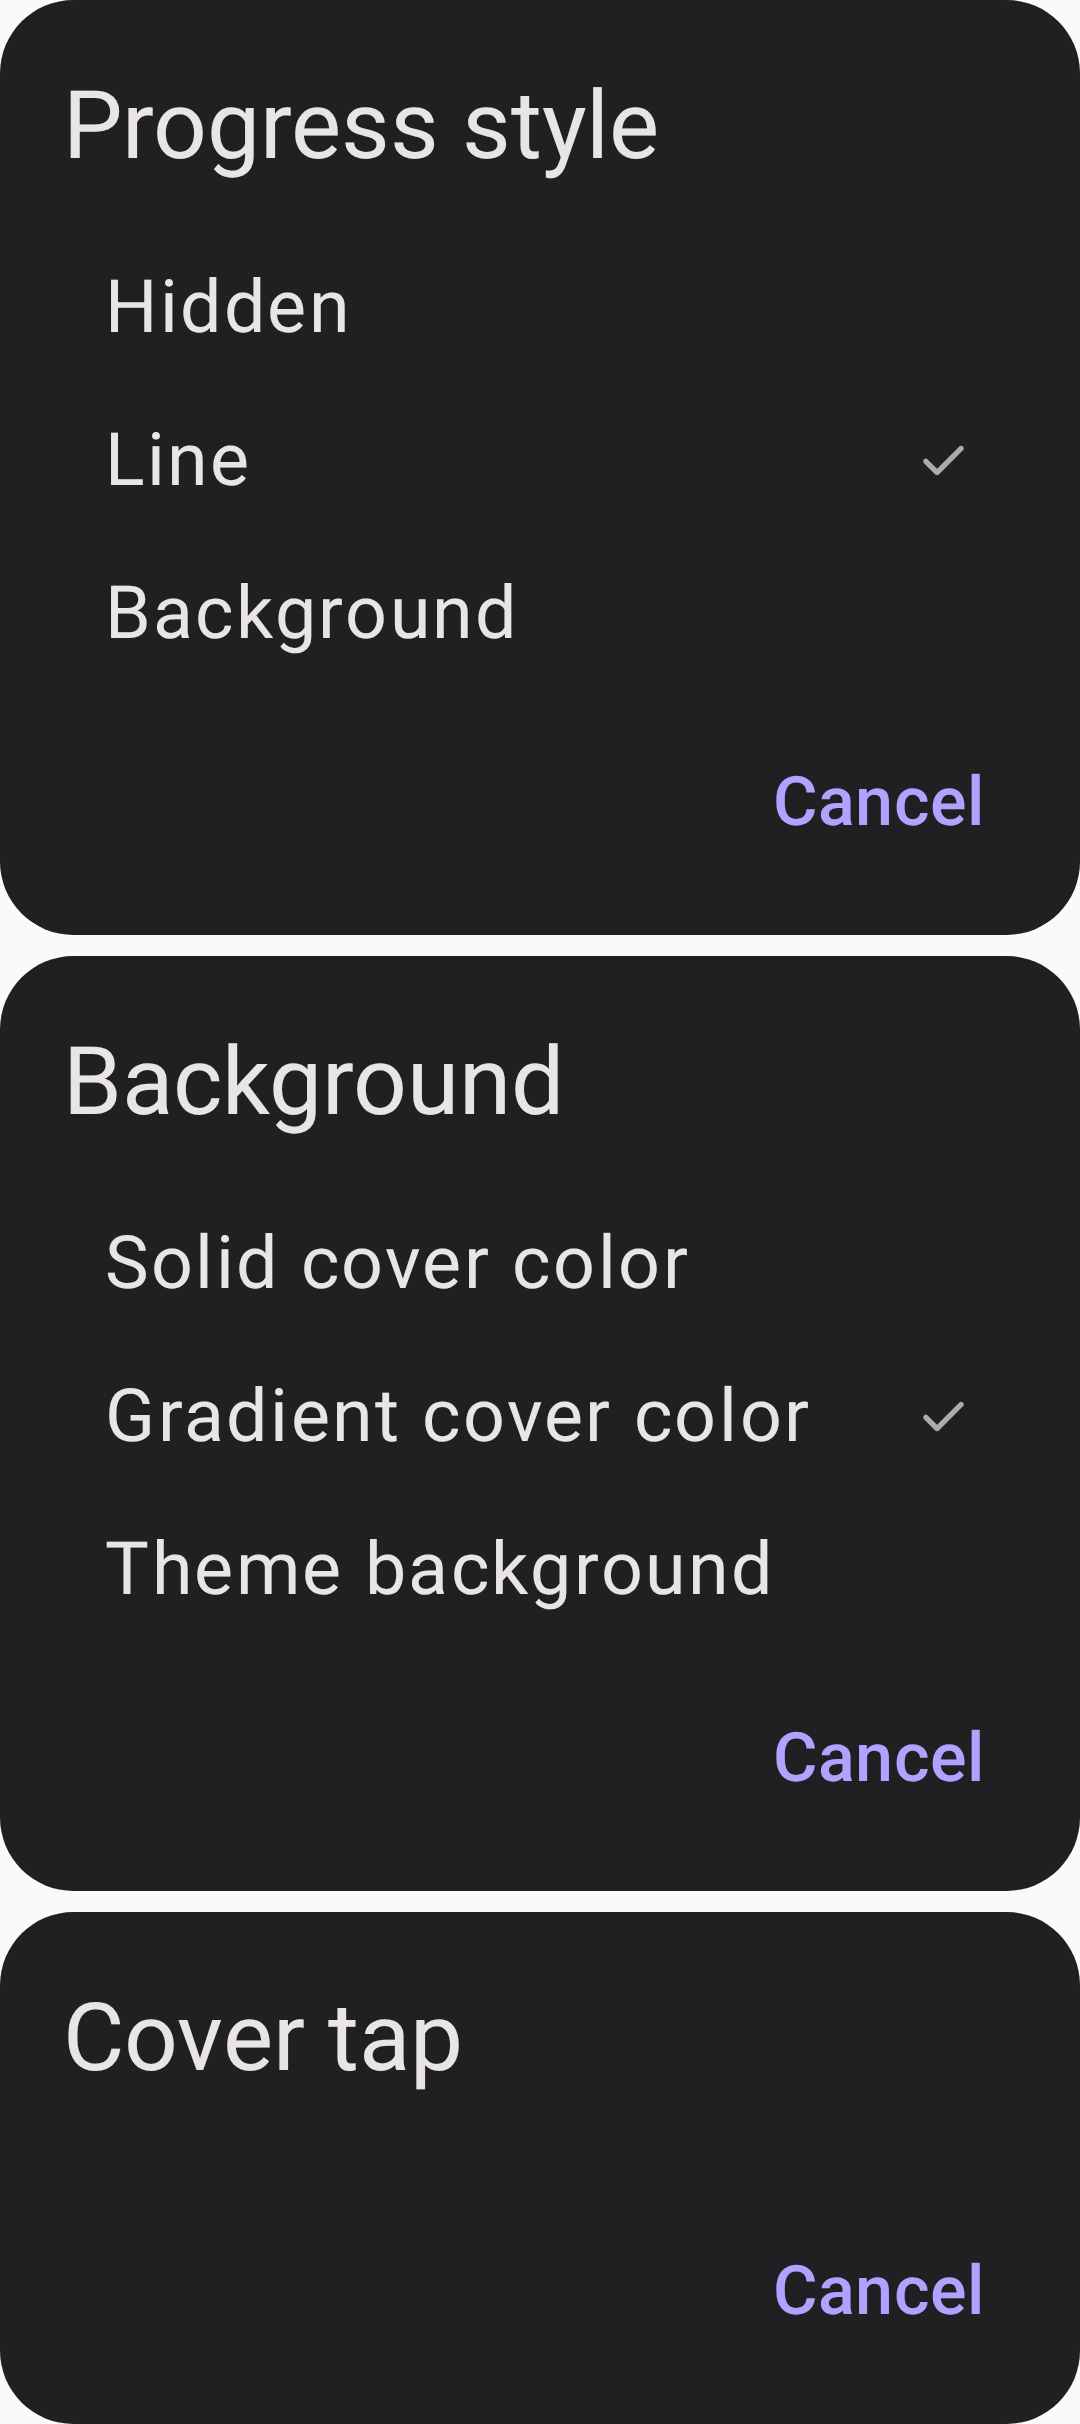 Progress style
Hidden
Line
Background
Cancel
Background
Solid cover color
Gradient cover color
Theme background
Cancel
Cover tap
Cancel